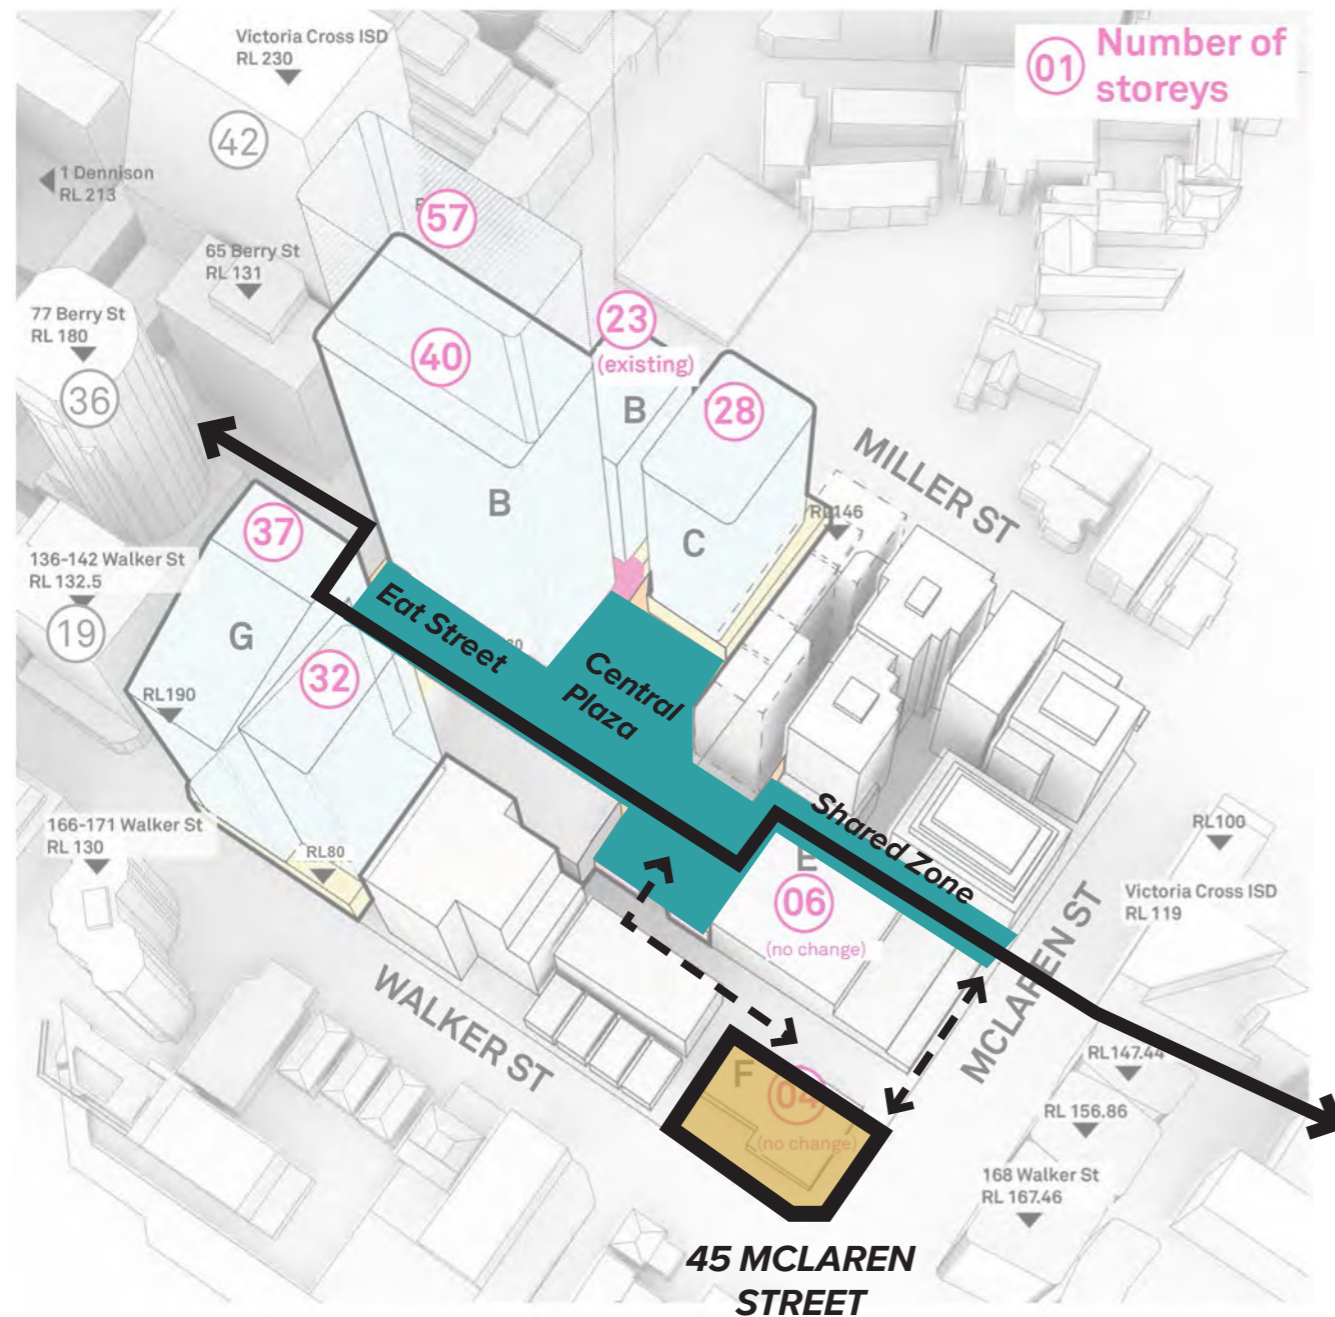 Victoria Cross ISD
RL 230
01
Number of
storeys
42
1 Dennison
RL 213
57
65 Berry St
RL 131
77 Berry St
RL 180
36
40
23
(existing)
B
28
MILLER ST
RL146
B
C
37
136-142 Walker St
RL 132.5
19
G
Eat Street
Central
Plaza
32
RL190
166-171 Walker St
RL 130
RL80
Shared Zone
E
06
(no change)
RL100
Victoria Cross ISD
RL 119
MCLAREN ST
WALKER ST
F
04
(no change)
RL147.44
RL 156.86
168 Walker St
RL 167.46
45 MCLAREN
STREET